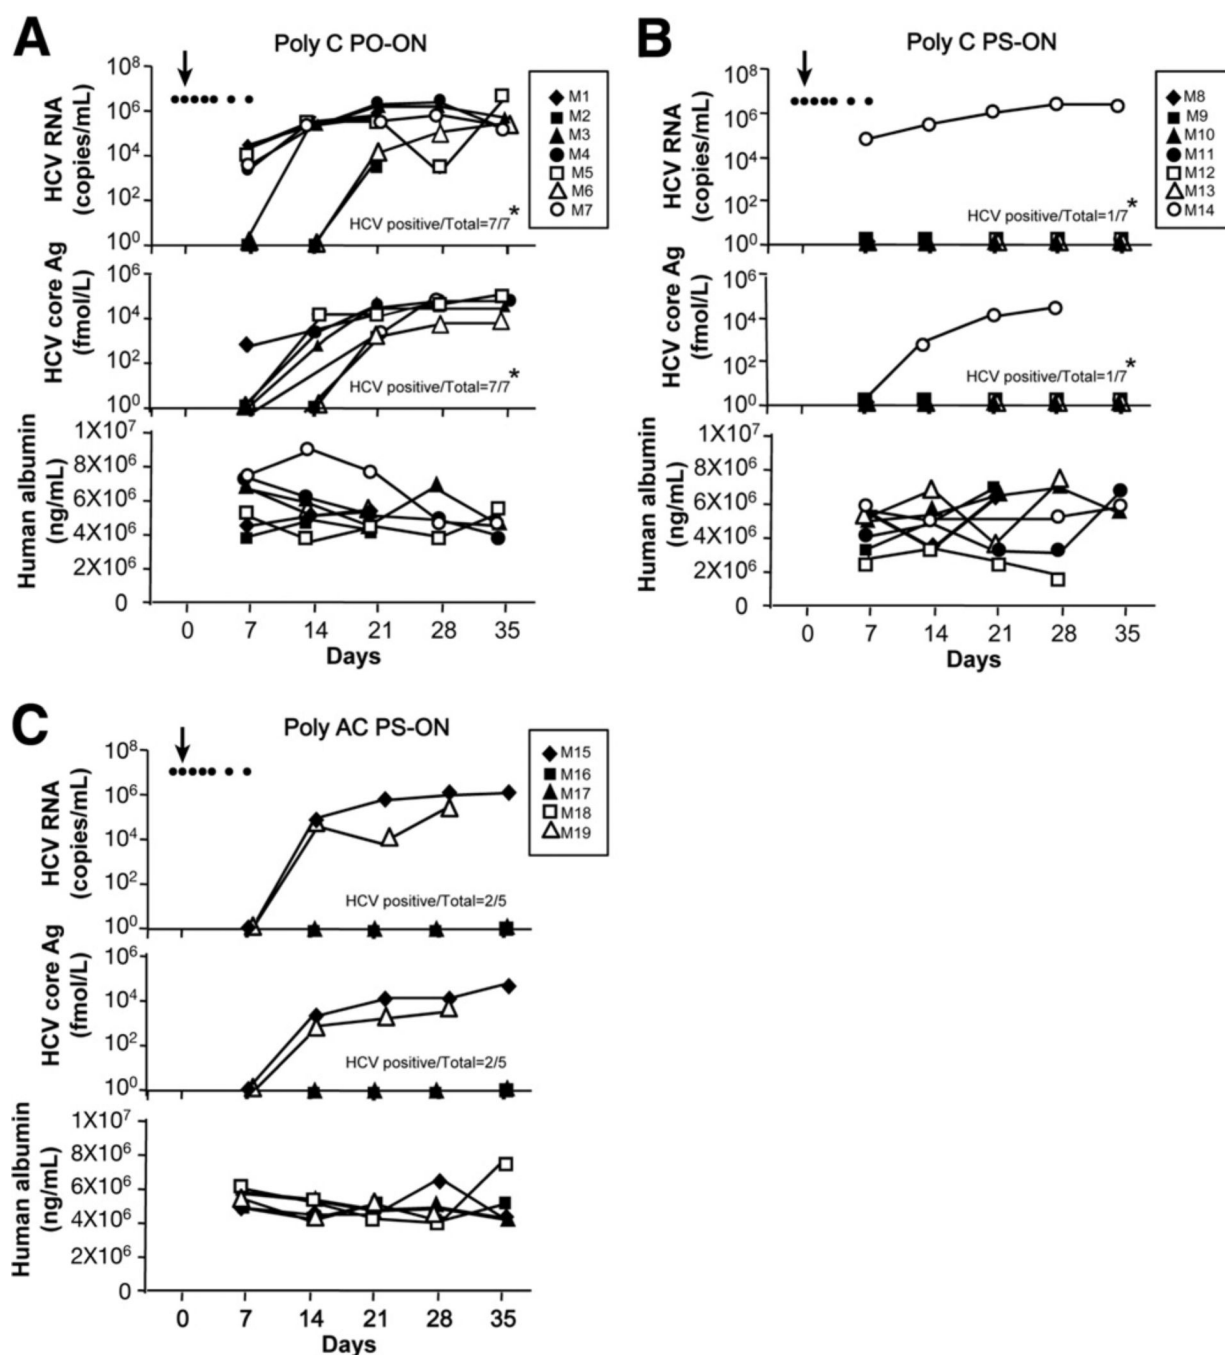 A
Poly C PO-ON
HCV RNA
(copies/mL)
10⁸
10⁶
10⁴
10²
10⁰
M1
M2
M3
M4
M5
M6
M7
HCV positive/Total=7/7*
HCV core Ag
(fmol/L)
10⁶
10⁴
10²
10⁰
HCV positive/Total=7/7*
Human albumin
(ng/mL)
1X10⁷
8X10⁶
6X10⁶
4X10⁶
2X10⁶
0
0 7 14 21 28 35
Days
B
Poly C PS-ON
HCV RNA
(copies/mL)
10⁸
10⁶
10⁴
10²
10⁰
M8
M9
M10
M11
M12
M13
M14
HCV positive/Total=1/7*
HCV core Ag
(fmol/L)
10⁶
10⁴
10²
10⁰
HCV positive/Total=1/7*
Human albumin
(ng/mL)
1X10⁷
8X10⁶
6X10⁶
4X10⁶
2X10⁶
0
0 7 14 21 28 35
Days
C
Poly AC PS-ON
HCV RNA
(copies/mL)
10⁸
10⁶
10⁴
10²
10⁰
M15
M16
M17
M18
M19
HCV positive/Total=2/5
HCV core Ag
(fmol/L)
10⁶
10⁴
10²
10⁰
HCV positive/Total=2/5
Human albumin
(ng/mL)
1X10⁷
8X10⁶
6X10⁶
4X10⁶
2X10⁶
0
0 7 14 21 28 35
Days